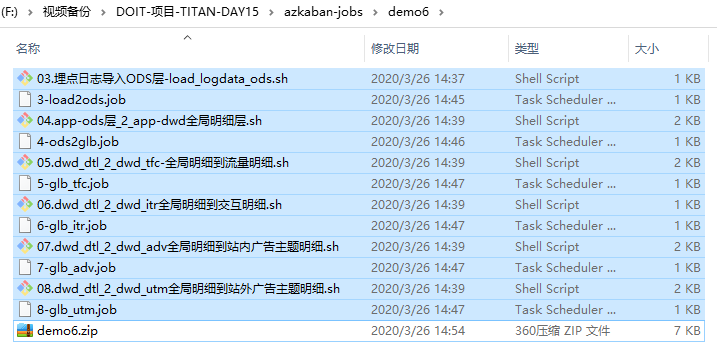 (F:) › 视频备份 › DOIT-项目-TITAN-DAY15 › azkaban-jobs › demo6 ›
名称 修改日期 类型 大小
03.埋点日志导入ODS层-load_logdata_ods.sh 2020/3/26 14:37 Shell Script 1 KB
3-load2ods.job 2020/3/26 14:45 Task Scheduler ... 1 KB
04.app-ods层_2_app-dwd全局明细层.sh 2020/3/26 14:39 Shell Script 2 KB
4-ods2glb.job 2020/3/26 14:46 Task Scheduler ... 1 KB
05.dwd_dtl_2_dwd_tfc-全局明细到流量明细.sh 2020/3/26 14:39 Shell Script 2 KB
5-glb_tfc.job 2020/3/26 14:47 Task Scheduler ... 1 KB
06.dwd_dtl_2_dwd_itr全局明细到交互明细.sh 2020/3/26 14:39 Shell Script 1 KB
6-glb_itr.job 2020/3/26 14:47 Task Scheduler ... 1 KB
07.dwd_dtl_2_dwd_adv全局明细到站内广告主题明细.sh 2020/3/26 14:39 Shell Script 2 KB
7-glb_adv.job 2020/3/26 14:47 Task Scheduler ... 1 KB
08.dwd_dtl_2_dwd_utm全局明细到站外广告主题明细.sh 2020/3/26 14:39 Shell Script 2 KB
8-glb_utm.job 2020/3/26 14:47 Task Scheduler ... 1 KB
demo6.zip 2020/3/26 14:54 360压缩 ZIP 文件 7 KB